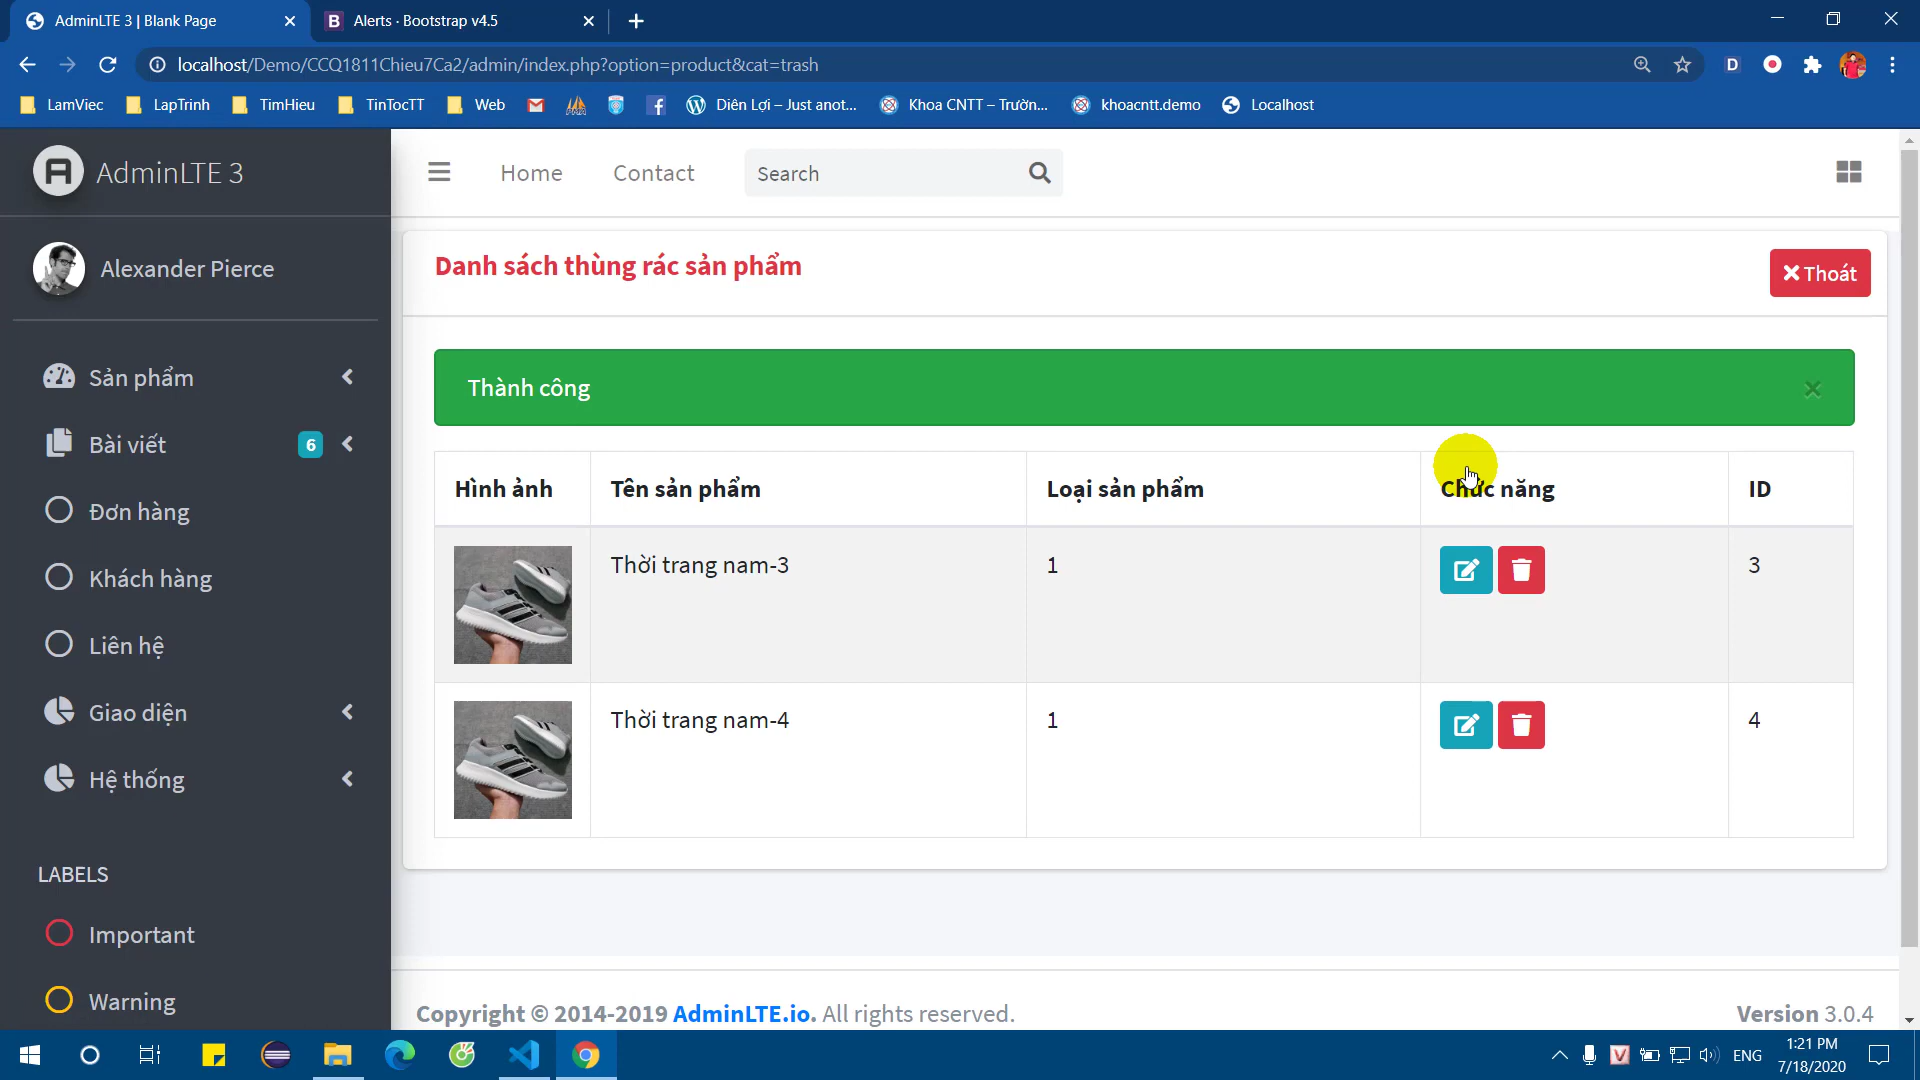 AdminLTE 3 | Blank Page
Alerts · Bootstrap v4.5
localhost/Demo/CCQ1811Chieu7Ca2/admin/index.php?option=product&cat=trash
LamViec
LapTrinh
TimHieu
TinTocTT
Web
Diên Lợi – Just anot...
Khoa CNTT – Trườn...
khoacntt.demo
Localhost
AdminLTE 3
Home
Contact
Search
Alexander Pierce
Danh sách thùng rác sản phẩm
Thoát
Sản phẩm
Thành công
×
Bài viết
6
Hình ảnh
Tên sản phẩm
Loại sản phẩm
Chức năng
ID
Đơn hàng
Thời trang nam-3
1
3
Khách hàng
Liên hệ
Thời trang nam-4
1
4
Giao diện
Hệ thống
LABELS
Important
Warning
Copyright © 2014-2019 AdminLTE.io. All rights reserved.
Version 3.0.4
ENG
1:21 PM
7/18/2020